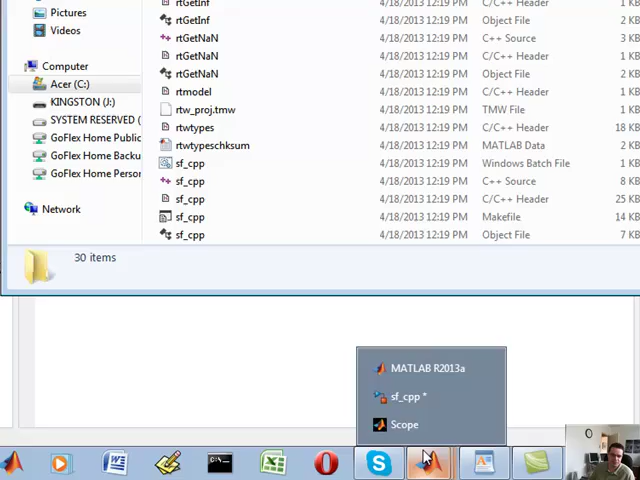 Pictures
Videos
Computer
Acer (C:)
KINGSTON (J:)
SYSTEM RESERVED (
GoFlex Home Public
GoFlex Home Backu
GoFlex Home Person
Network
rtGetInf 4/18/2013 12:19 PM C/C++ Header 1 KB
rtGetInf 4/18/2013 12:19 PM Object File 2 KB
rtGetNaN 4/18/2013 12:19 PM C++ Source 3 KB
rtGetNaN 4/18/2013 12:19 PM C/C++ Header 1 KB
rtGetNaN 4/18/2013 12:19 PM Object File 2 KB
rtmodel 4/18/2013 12:19 PM C/C++ Header 1 KB
rtw_proj.tmw 4/18/2013 12:19 PM TMW File 1 KB
rtwtypes 4/18/2013 12:19 PM C/C++ Header 18 KB
rtwtypeschksum 4/18/2013 12:19 PM MATLAB Data 2 KB
sf_cpp 4/18/2013 12:19 PM Windows Batch File 1 KB
sf_cpp 4/18/2013 12:19 PM C++ Source 8 KB
sf_cpp 4/18/2013 12:19 PM C/C++ Header 25 KB
sf_cpp 4/18/2013 12:19 PM Makefile 14 KB
sf_cpp 4/18/2013 12:19 PM Object File 7 KB
30 items
MATLAB R2013a
sf_cpp *
Scope